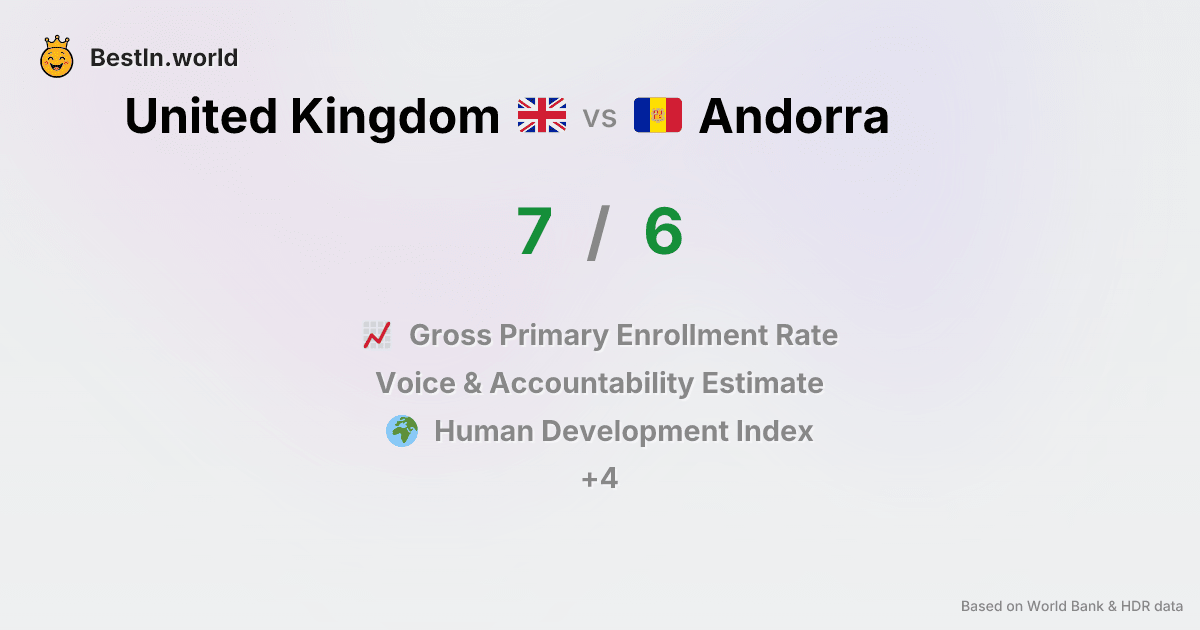 BestIn.world
United Kingdom vs Andorra
7 / 6
Gross Primary Enrollment Rate
Voice & Accountability Estimate
Human Development Index
+4
Based on World Bank & HDR data